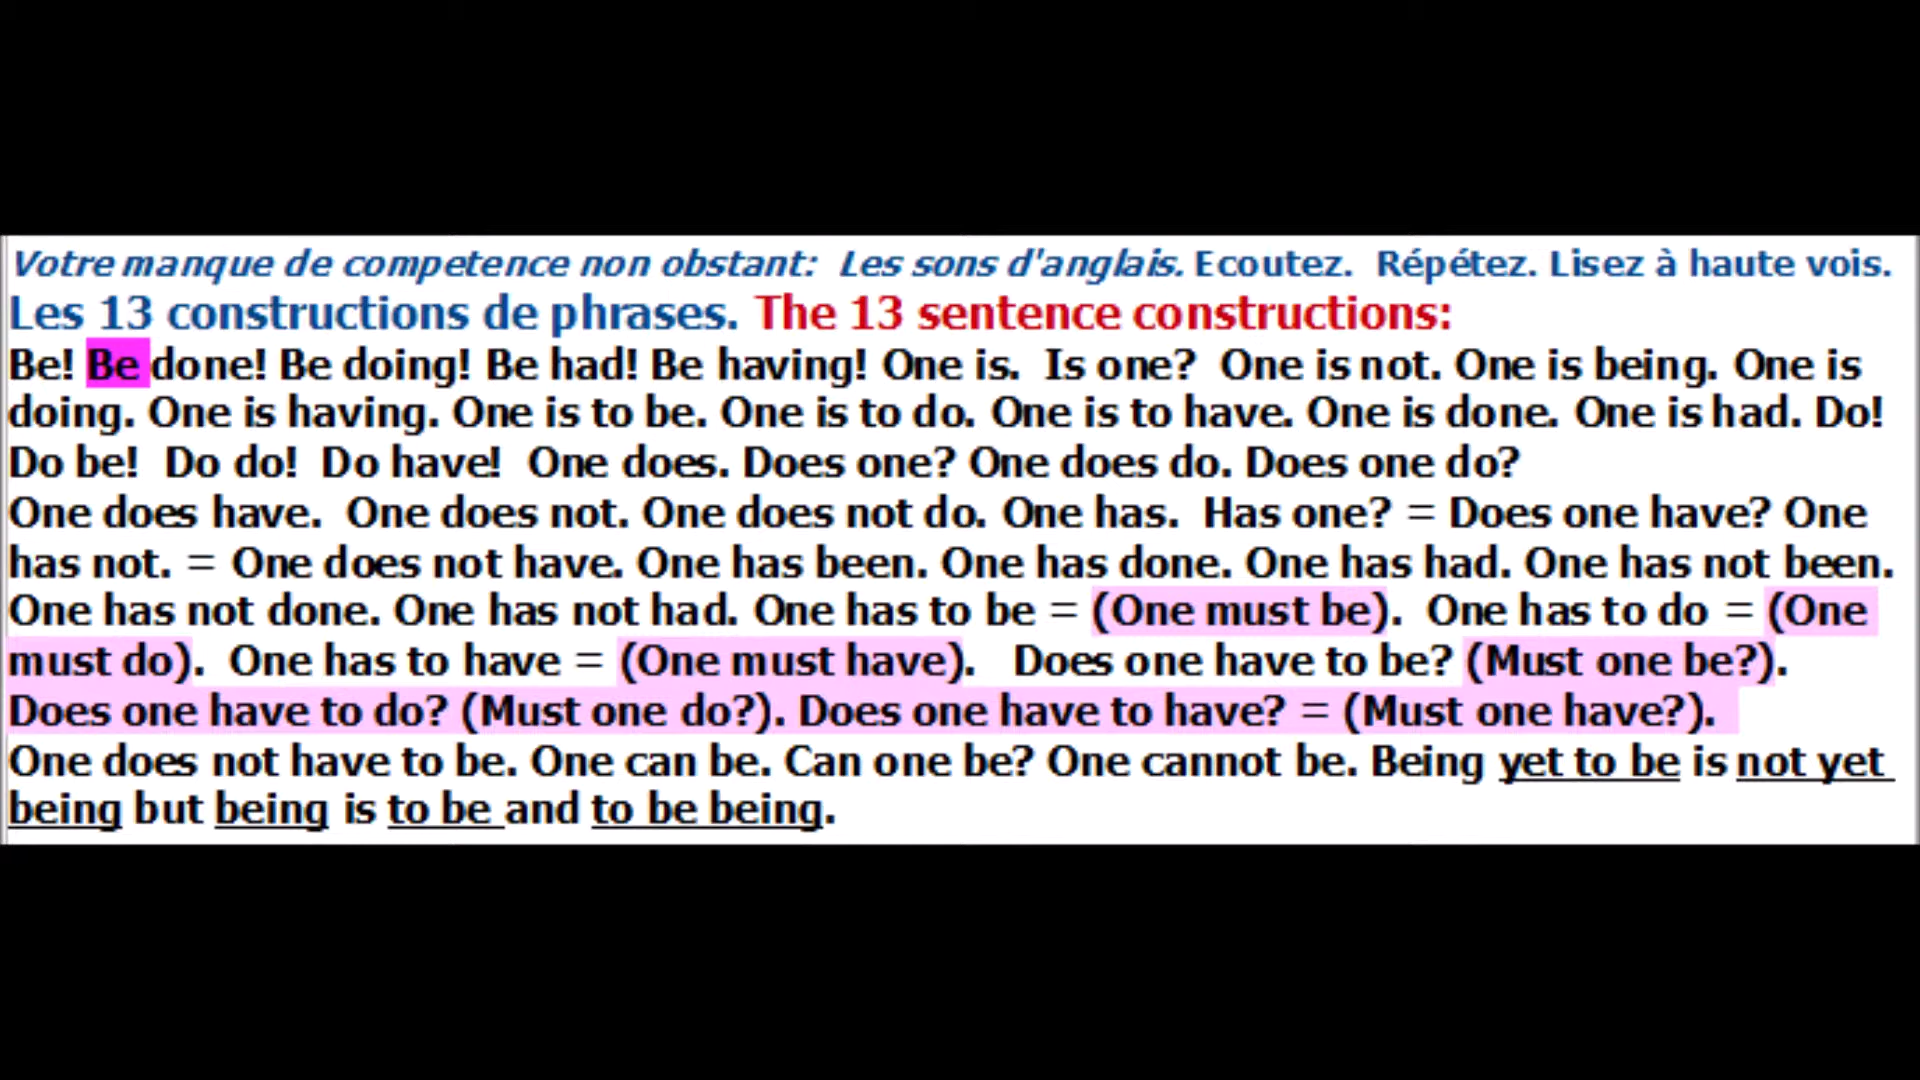 Votre manque de competence non obstant: Les sons d'anglais. Ecoutez. Répétez. Lisez à haute vois.
Les 13 constructions de phrases. The 13 sentence constructions:
Be! Be done! Be doing! Be had! Be having! One is. Is one? One is not. One is being. One is
doing. One is having. One is to be. One is to do. One is to have. One is done. One is had. Do!
Do be! Do do! Do have! One does. Does one? One does do. Does one do?
One does have. One does not. One does not do. One has. Has one? = Does one have? One
has not. = One does not have. One has been. One has done. One has had. One has not been.
One has not done. One has not had. One has to be = (One must be). One has to do = (One
must do). One has to have = (One must have). Does one have to be? (Must one be?).
Does one have to do? (Must one do?). Does one have to have? = (Must one have?).
One does not have to be. One can be. Can one be? One cannot be. Being yet to be is not yet
being but being is to be and to be being.